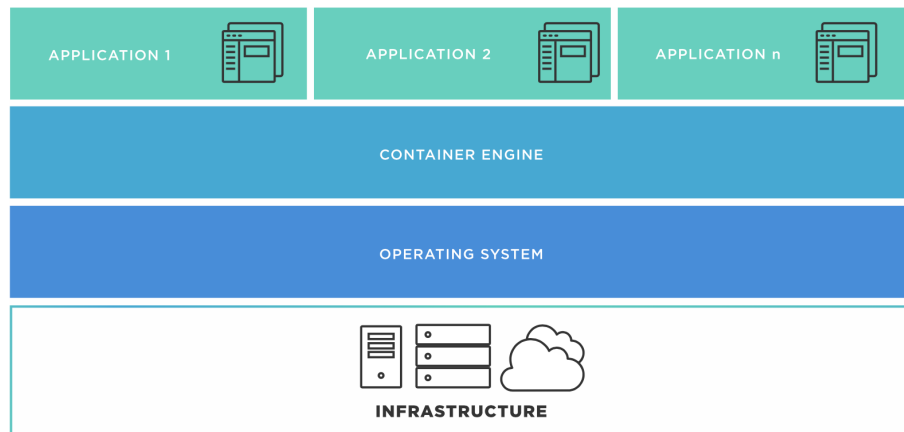 APPLICATION 1
APPLICATION 2
APPLICATION n
CONTAINER ENGINE
OPERATING SYSTEM
INFRASTRUCTURE